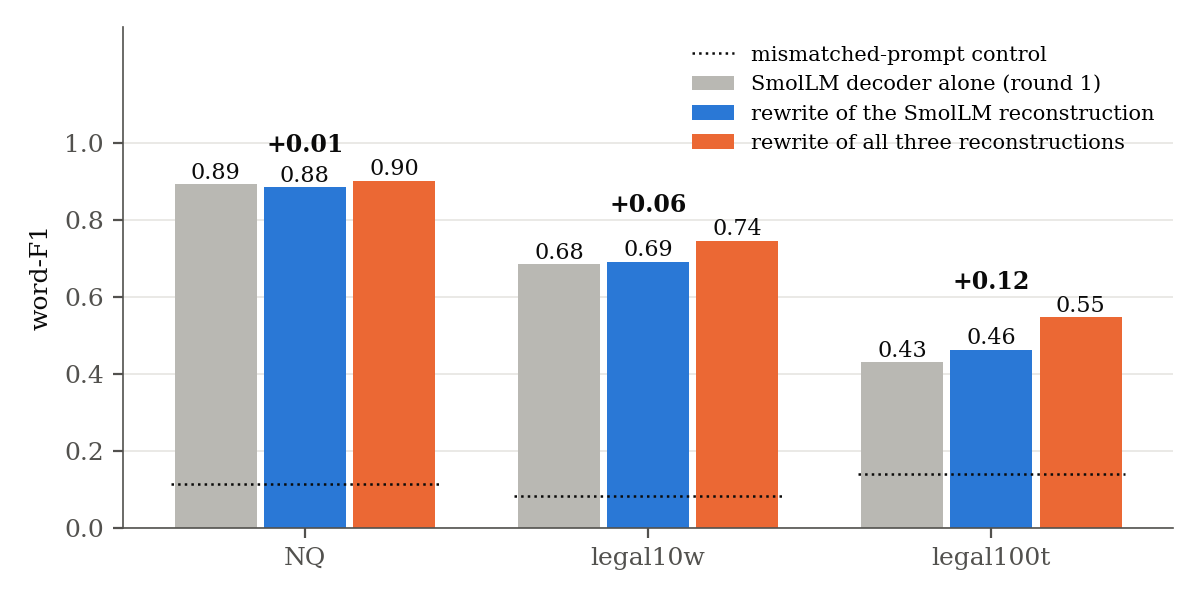 mismatched-prompt control
SmolLM decoder alone (round 1)
rewrite of the SmolLM reconstruction
rewrite of all three reconstructions
word-F1
1.0
0.8
0.6
0.4
0.2
0.0
+0.01
0.89
0.88
0.90
+0.06
0.68
0.69
0.74
+0.12
0.43
0.46
0.55
NQ
legal10w
legal100t